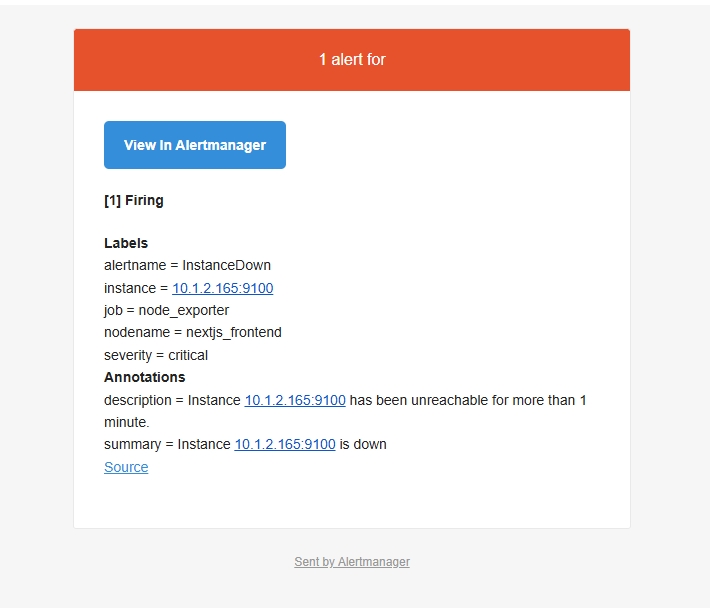 1 alert for
View In Alertmanager
[1] Firing
Labels
alertname = InstanceDown
instance = 10.1.2.165:9100
job = node_exporter
nodename = nextjs_frontend
severity = critical
Annotations
description = Instance 10.1.2.165:9100 has been unreachable for more than 1
minute.
summary = Instance 10.1.2.165:9100 is down
Source
Sent by Alertmanager